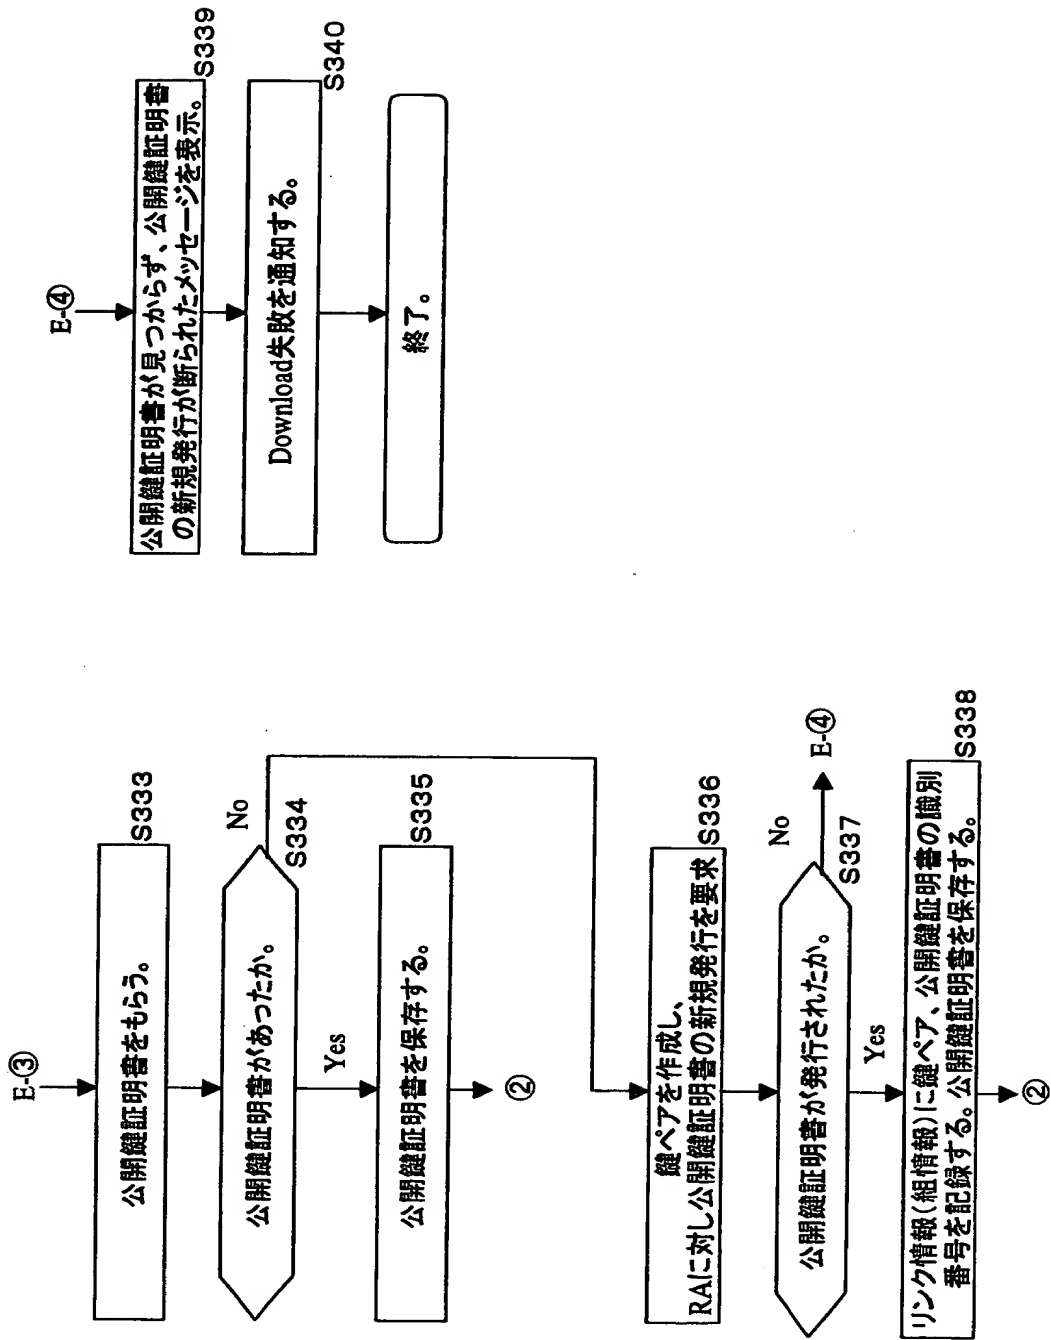 E-③
公開鍵証明書をもらう。
S333
公開鍵証明書があったか。
No
S334
Yes
公開鍵証明書を保存する。
S335
②
鍵ペアを作成し、
RAに対し公開鍵証明書の新規発行を要求
S336
公開鍵証明書が発行されたか。
No
E-④
S337
Yes
リンク情報(組情報)に鍵ペア、公開鍵証明書の識別
番号を記録する。公開鍵証明書を保存する。
S338
②
E-④
公開鍵証明書が見つからず、公開鍵証明書
の新規発行が断られたメッセージを表示。
S339
Download失敗を通知する。
S340
終了。